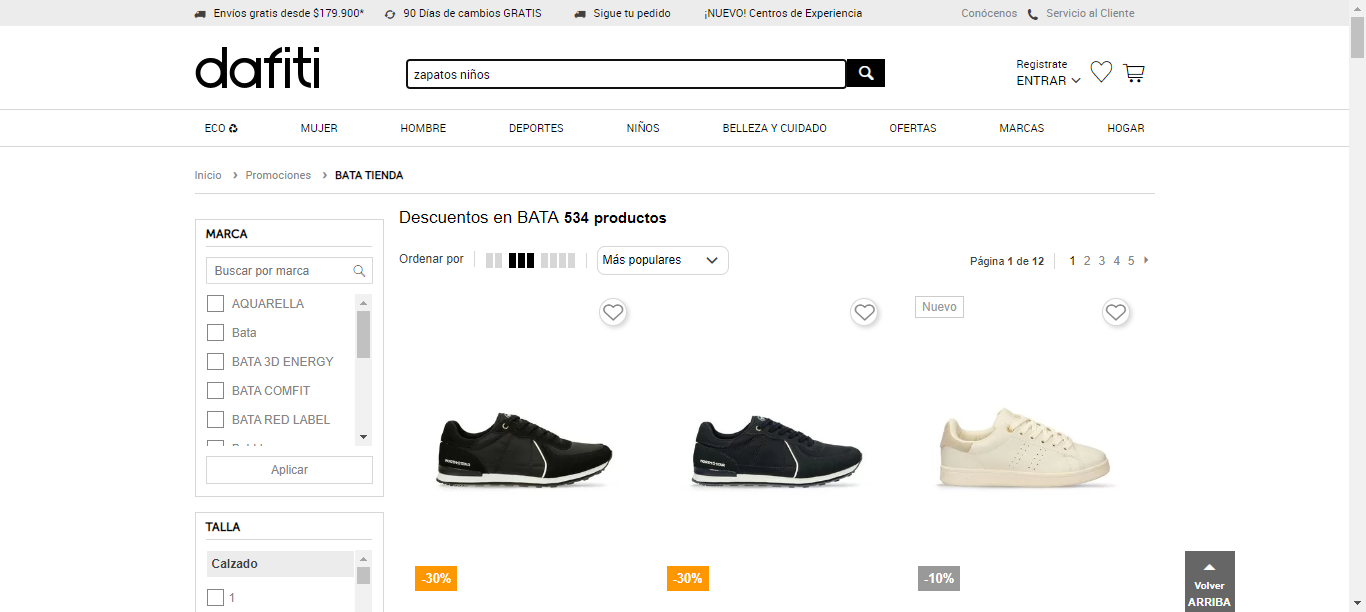 Envíos gratis desde $179.900* 90 Días de cambios GRATIS Sigue tu pedido ¡NUEVO! Centros de Experiencia Conócenos Servicio al Cliente
dafiti
zapatos niños
Registrate
ENTRAR
ECO MUJER HOMBRE DEPORTES NIÑOS BELLEZA Y CUIDADO OFERTAS MARCAS HOGAR
Inicio > Promociones > BATA TIENDA
MARCA
Buscar por marca
AQUARELLA
Bata
BATA 3D ENERGY
BATA COMFIT
BATA RED LABEL
Aplicar
TALLA
Calzado
1
Descuentos en BATA 534 productos
Ordenar por Más populares Página 1 de 12 1 2 3 4 5
Nuevo
-30% -30% -10%
Volver
ARRIBA